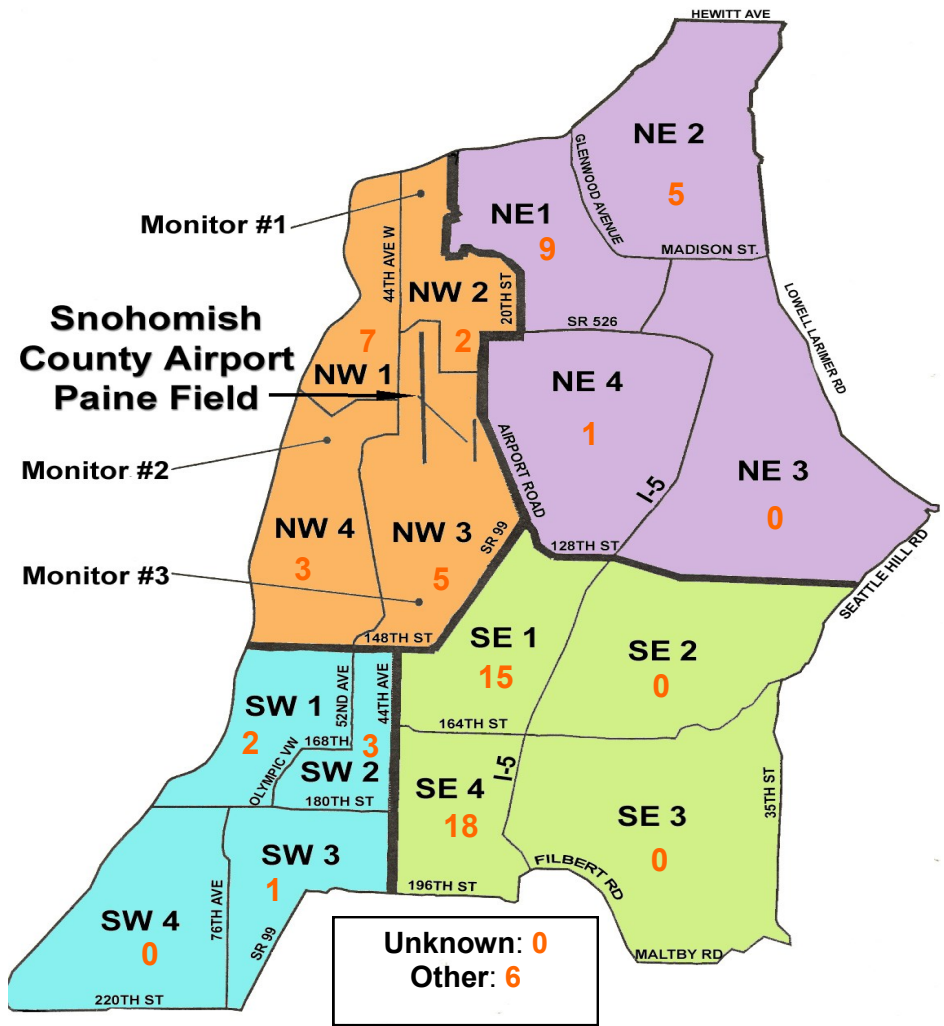 HEWITT AVE
NE 2
5
GLENWOOD AVENUE
MADISON ST.
Monitor #1
NE1
9
44TH AVE W
NW 2
2
20TH ST
SR 526
LOWELL LARIMER RD
Snohomish
County Airport
Paine Field
7
NW 1
NE 4
1
AIRPORT ROAD
I-5
NE 3
0
Monitor #2
NW 4
3
NW 3
5
SR 99
128TH ST
SEATTLE HILL RD
Monitor #3
148TH ST
SE 1
15
SE 2
0
SW 1
2
52ND AVE
44TH AVE
164TH ST
OLYMPIC VW
168TH
3
SW 2
180TH ST
I-5
SE 4
18
SE 3
0
35TH ST
SW 3
1
FILBERT RD
196TH ST
76TH AVE
SR 99
SW 4
0
MALTBY RD
220TH ST
Unknown: 0
Other: 6